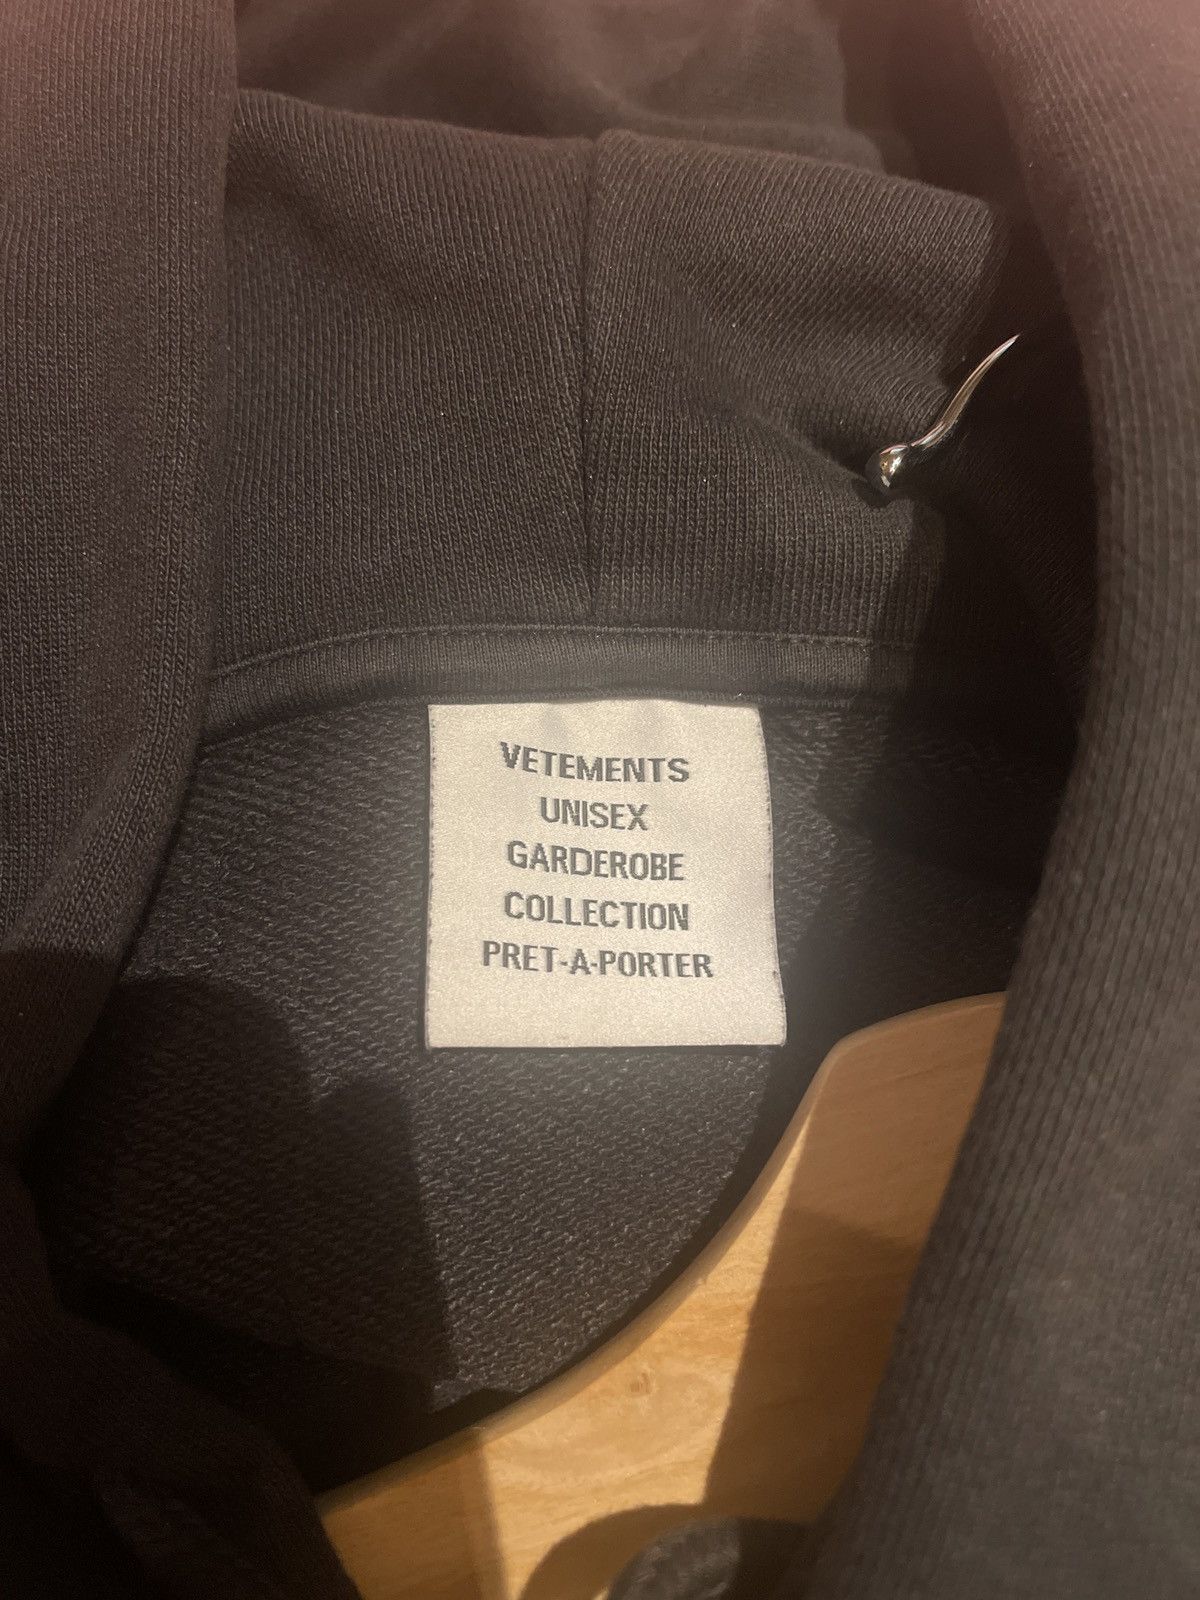 VETEMENTS
UNISEX
GARDEROBE
COLLECTION
PRET-A-PORTER